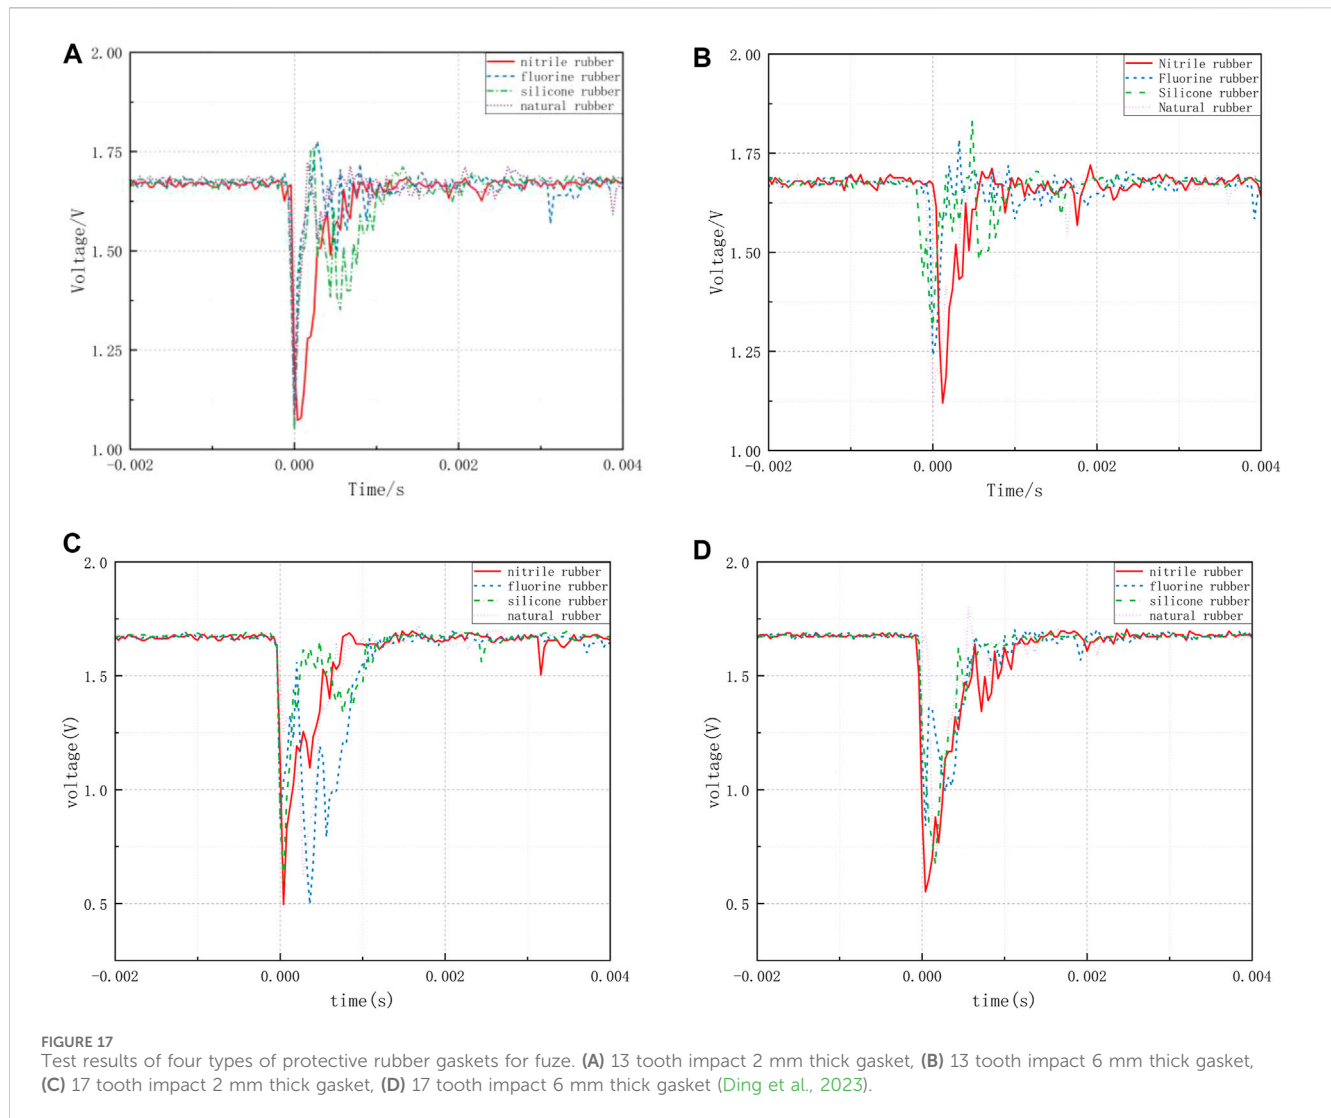 A
2.00
1.75
1.50
1.25
1.00
Voltage/V
nitrile rubber
fluorine rubber
silicone rubber
natural rubber
-0.002
0.000
0.002
0.004
Time/s
B
2.00
1.75
1.50
1.25
1.00
Voltage/V
Nitrile rubber
Fluorine rubber
Silicone rubber
Natural rubber
-0.002
0.000
0.002
0.004
Time/s
C
2.0
1.5
1.0
0.5
voltage(V)
nitrile rubber
fluorine rubber
silicone rubber
natural rubber
-0.002
0.000
0.002
0.004
time(s)
D
2.0
1.5
1.0
0.5
voltage(V)
nitrile rubber
fluorine rubber
silicone rubber
natural rubber
-0.002
0.000
0.002
0.004
time(s)
FIGURE 17
Test results of four types of protective rubber gaskets for fuze. (A) 13 tooth impact 2 mm thick gasket, (B) 13 tooth impact 6 mm thick gasket,
(C) 17 tooth impact 2 mm thick gasket, (D) 17 tooth impact 6 mm thick gasket (Ding et al., 2023).